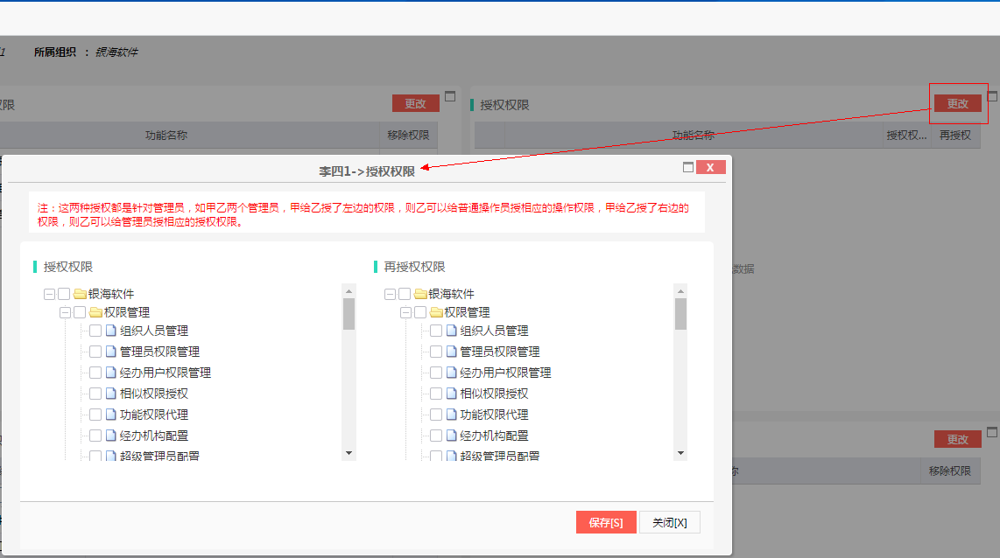 所属组织 : 银海软件
更改
授权权限
更改
功能名称
移除权限
功能名称
授权权...
再授权
李四1->授权权限
X
注：这两种授权都是针对管理员，如甲乙两个管理员，甲给乙授了左边的权限，则乙可以给普通操作员授相应的操作权限，甲给乙授了右边的
权限，则乙可以给管理员授相应的授权权限。
数据
授权权限
银海软件
权限管理
组织人员管理
管理员权限管理
经办用户权限管理
相似权限授权
功能权限代理
经办机构配置
超级管理员配置
再授权权限
银海软件
权限管理
组织人员管理
管理员权限管理
经办用户权限管理
相似权限授权
功能权限代理
经办机构配置
超级管理员配置
更改
移除权限
保存[S]
关闭[X]